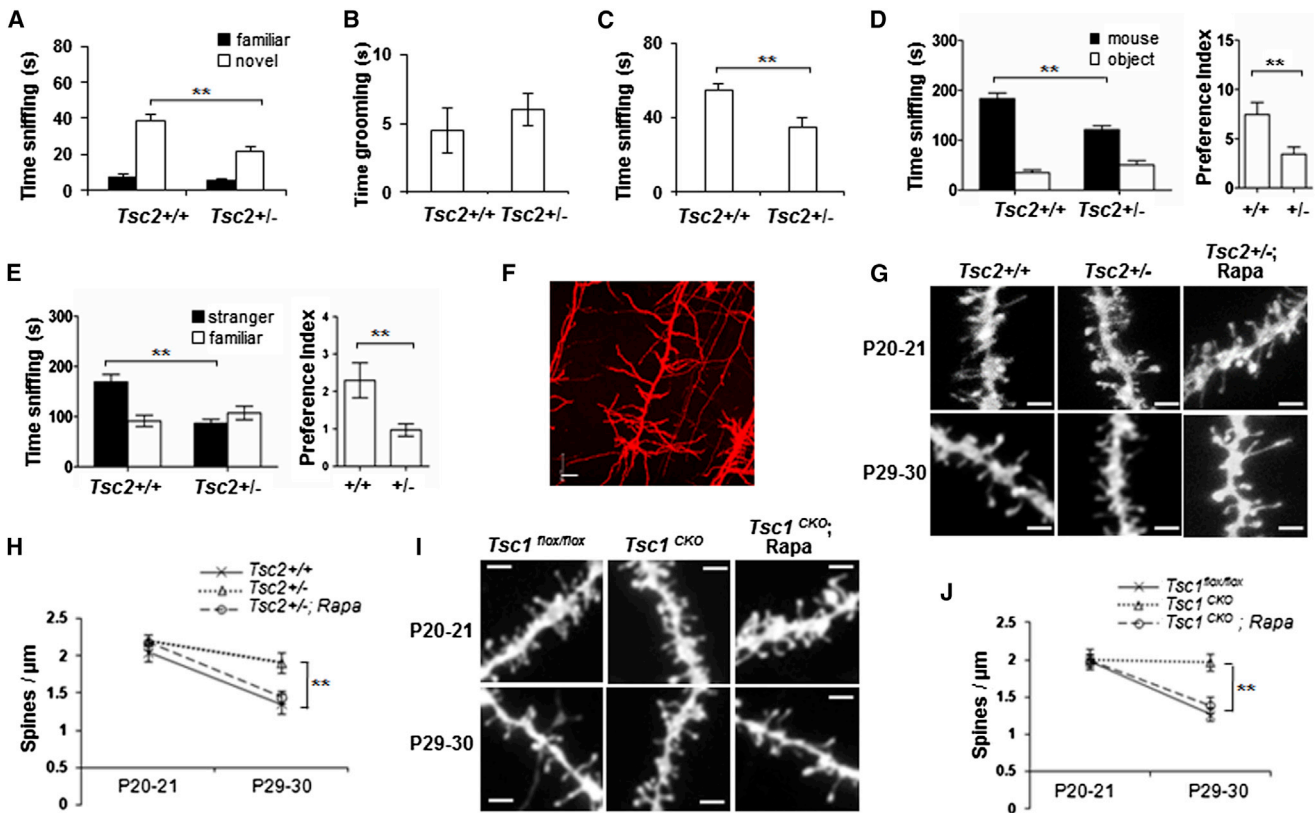 A
Time sniffing (s)
80
60
40
20
0
familiar
novel
**
Tsc2+/+
Tsc2+/-
B
Time grooming (s)
10
5
0
Tsc2+/+
Tsc2+/-
C
Time sniffing (s)
80
40
0
**
Tsc2+/+
Tsc2+/-
D
Time sniffing (s)
300
200
100
0
mouse
object
**
Tsc2+/+
Tsc2+/-
Preference Index
15
10
5
0
**
+/+
+/-
E
Time sniffing (s)
300
200
100
0
stranger
familiar
**
Tsc2+/+
Tsc2+/-
Preference Index
4
3
2
1
0
**
+/+
+/-
F
G
Tsc2+/+
Tsc2+/-
Tsc2+/-;
Rapa
P20-21
P29-30
H
Tsc2+/+
Tsc2+/-
Tsc2+/-; Rapa
Spines / µm
2.5
2
1.5
1
0.5
0
**
P20-21
P29-30
I
Tsc1 flox/flox
Tsc1 CKO
Tsc1 CKO;
Rapa
P20-21
P29-30
J
Tsc1flox/flox
Tsc1 CKO
Tsc1 CKO ; Rapa
Spines / µm
2.5
2
1.5
1
0.5
0
**
P20-21
P29-30